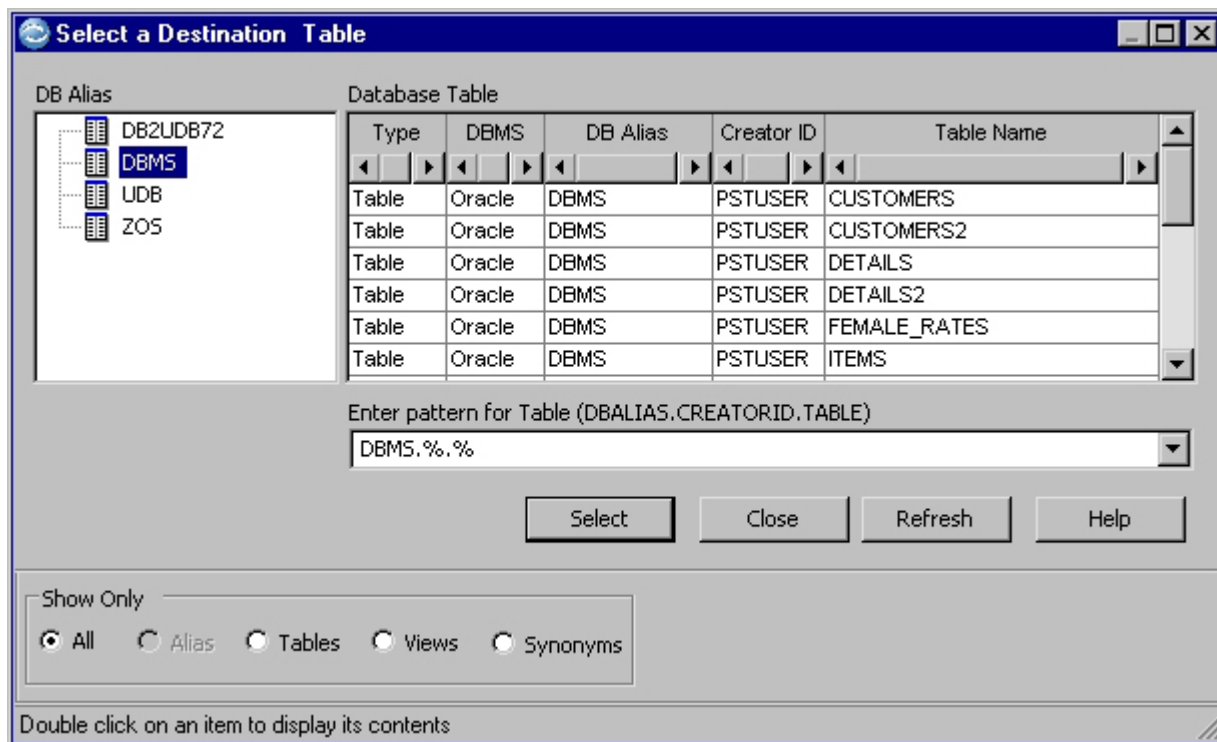 Select a Destination Table
DB Alias
DB2UDB72
DBMS
UDB
ZOS
Database Table
Type DBMS DB Alias Creator ID Table Name
Table Oracle DBMS PSTUSER CUSTOMERS
Table Oracle DBMS PSTUSER CUSTOMERS2
Table Oracle DBMS PSTUSER DETAILS
Table Oracle DBMS PSTUSER DETAILS2
Table Oracle DBMS PSTUSER FEMALE_RATES
Table Oracle DBMS PSTUSER ITEMS
Enter pattern for Table (DBALIAS.CREATORID.TABLE)
DBMS.%.%
Select Close Refresh Help
Show Only
All Alias Tables Views Synonyms
Double click on an item to display its contents